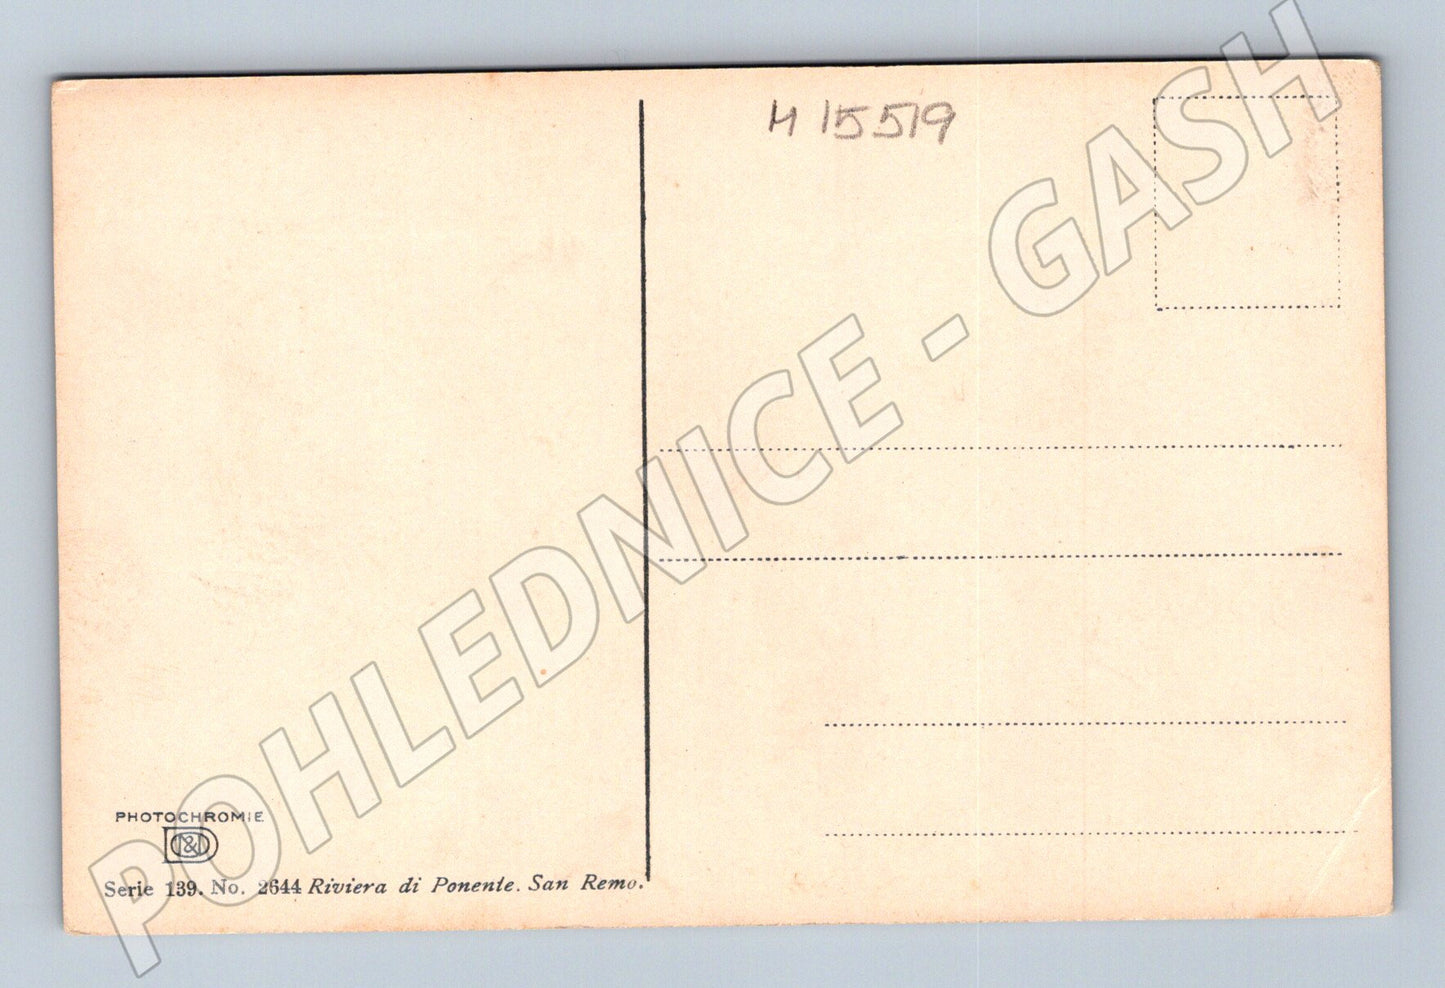 H 15519
POHLEDNICE - GASH
PHOTOCHROMIE
Serie 139. No. 2644 Riviera di Ponente. San Remo.